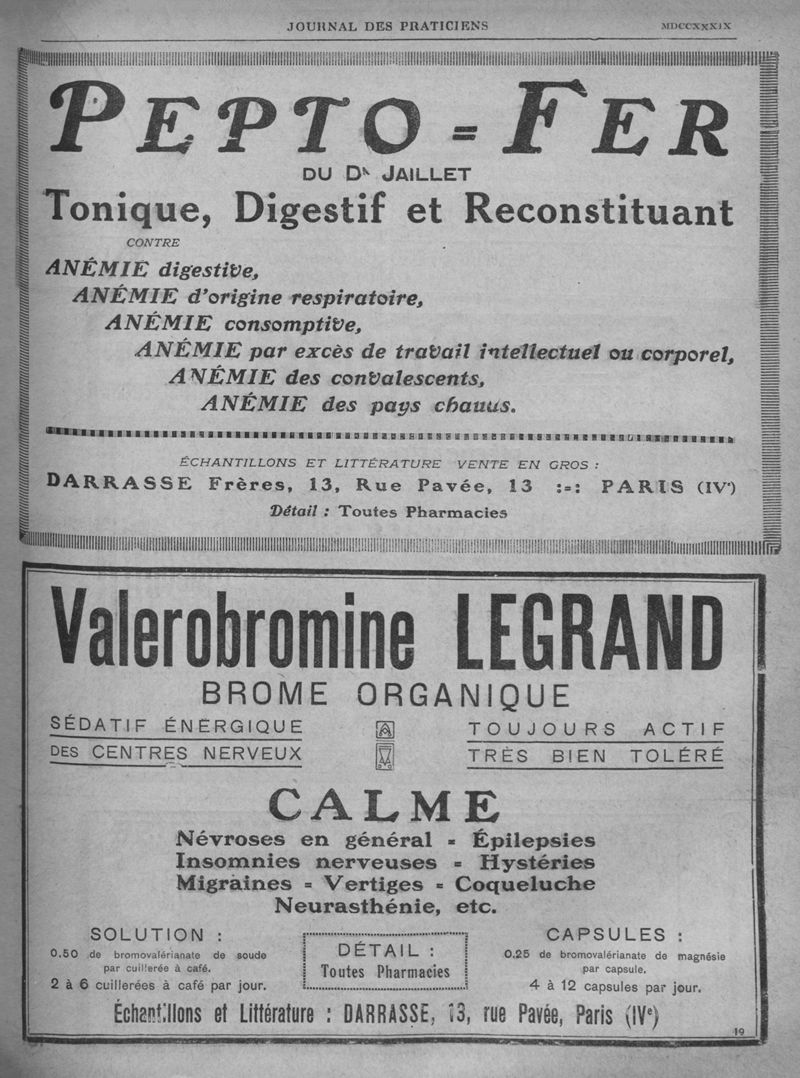 JOURNAL DES PRATICIENS MDCCXXXIX
PEPTO=FER
DU Dr JAILLET
Tonique, Digestif et Reconstituant
CONTRE
ANÉMIE digestive,
ANÉMIE d'origine respiratoire,
ANÉMIE consomptive,
ANÉMIE par excès de travail intellectuel ou corporel,
ANÉMIE des convalescents,
ANÉMIE des pays chauds.
ÉCHANTILLONS ET LITTÉRATURE VENTE EN GROS :
DARRASSE Frères, 13, Rue Pavée, 13 :-: PARIS (IVe)
Détail : Toutes Pharmacies
Valerobromine LEGRAND
BROME ORGANIQUE
SÉDATIF ÉNERGIQUE
DES CENTRES NERVEUX
TOUJOURS ACTIF
TRÈS BIEN TOLÉRÉ
CALME
Névroses en général = Épilepsies
Insomnies nerveuses = Hystéries
Migraines = Vertiges = Coqueluche
Neurasthénie, etc.
SOLUTION :
0.50 de bromovalérianate de soude
par cuillerée à café.
2 à 6 cuillerées à café par jour.
DÉTAIL :
Toutes Pharmacies
CAPSULES :
0.25 de bromovalérianate de magnésie
par capsule.
4 à 12 capsules par jour.
Échantillons et Littérature : DARRASSE, 13, rue Pavée, Paris (IVe)
19